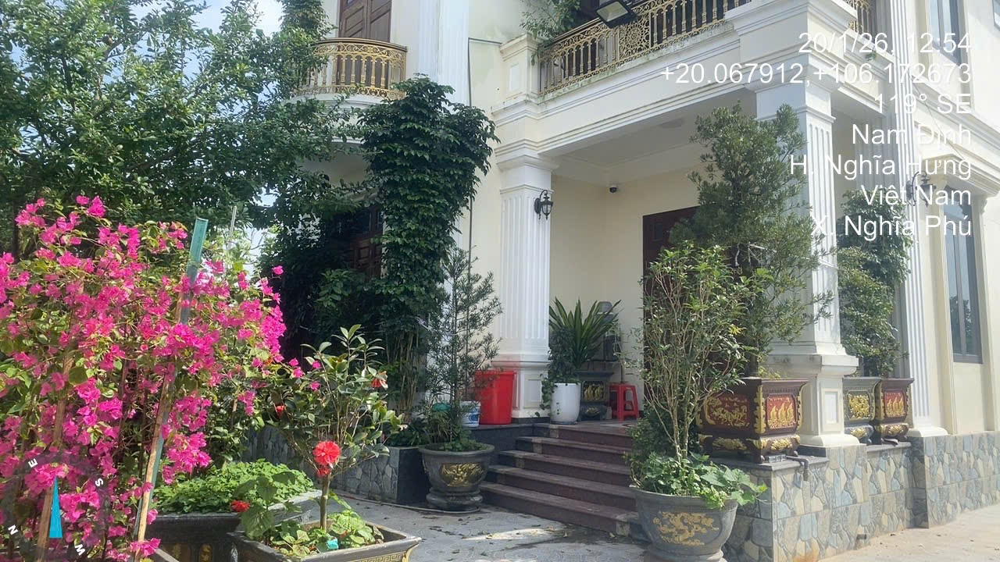 20/1/26, 12:54
+20.067912,+106.172673
119° SE
Nam Định
H. Nghĩa Hưng
Việt Nam
X. Nghĩa Phú
E
S
N
W